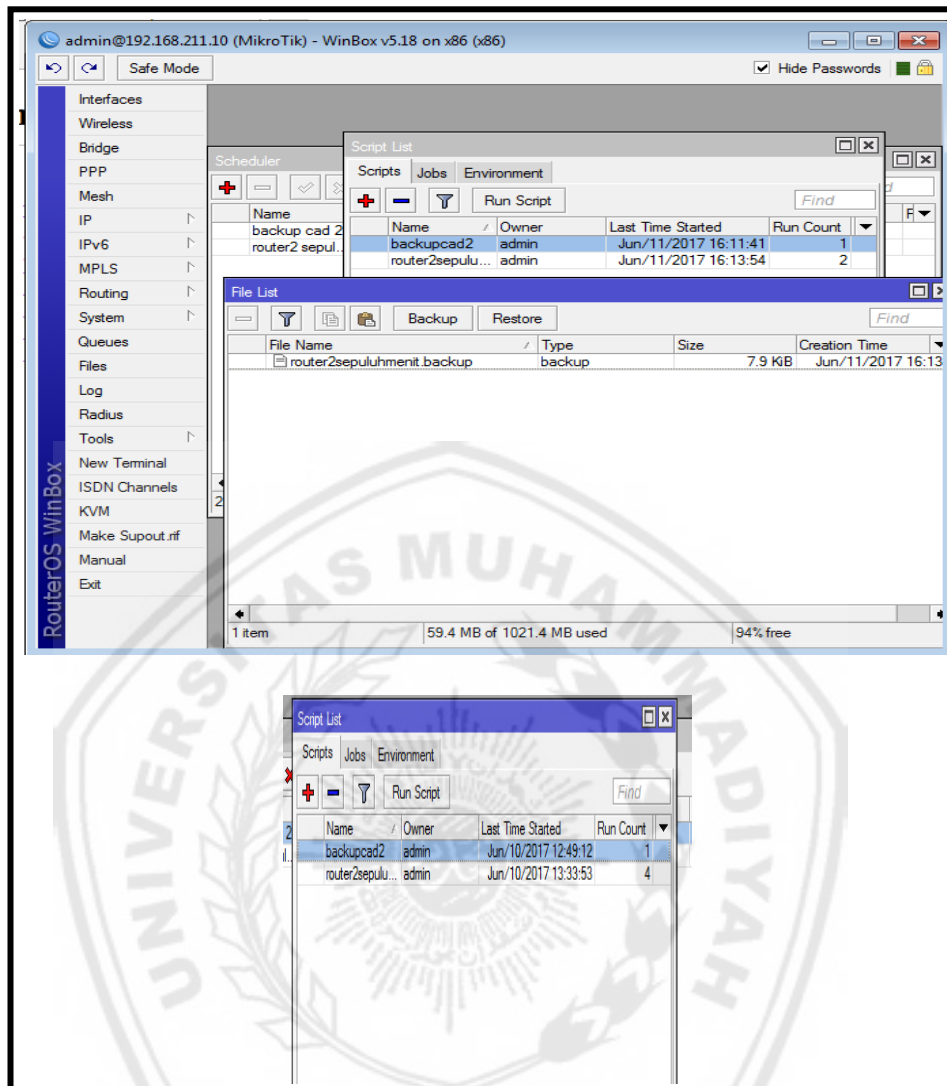 admin@192.168.211.10 (MikroTik) - WinBox v5.18 on x86 (x86)
Safe Mode
Hide Passwords
Interfaces
Wireless
Bridge
PPP
Mesh
IP
IPv6
MPLS
Routing
System
Queues
Files
Log
Radius
Tools
New Terminal
ISDN Channels
KVM
Make Supout.rif
Manual
Exit
RouterOS WinBox
Scheduler
Name
backup cad 2
router2 sepul...
Script List
Scripts Jobs Environment
Run Script Find
Name Owner Last Time Started Run Count
backupcad2 admin Jun/11/2017 16:11:41 1
router2sepulu... admin Jun/11/2017 16:13:54 2
File List
Backup Restore Find
File Name Type Size Creation Time
router2sepuluhmenit.backup backup 7.9 KiB Jun/11/2017 16:13
1 item 59.4 MB of 1021.4 MB used 94% free
Script List
Scripts Jobs Environment
Run Script Find
Name Owner Last Time Started Run Count
backupcad2 admin Jun/10/2017 12:49:12 1
router2sepulu... admin Jun/10/2017 13:33:53 4
UNIVERSITAS MUHAMMADIYAH